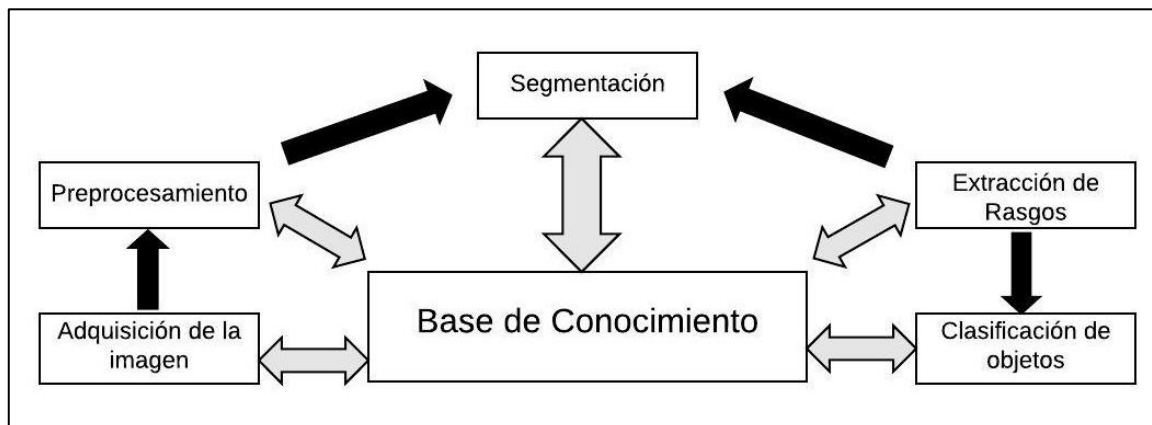 Segmentación
Preprocesamiento
Extracción de
Rasgos
Base de Conocimiento
Adquisición de la
imagen
Clasificación de
objetos